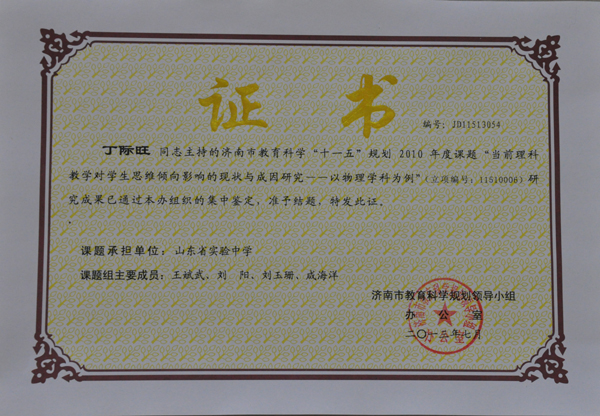 证 书
编号：JD11513054
丁际旺 同志主持的济南市教育科学“十一五”规划 2010 年度课题“当前理科
教学对学生思维倾向影响的现状与成因研究——以物理学科为例”（立项编号：11510006）研
究成果已通过本办组织的集中鉴定，准予结题，特发此证。
课题承担单位：山东省实验中学
课题组主要成员：王斌武、刘 阳、刘玉珊、咸海洋
济南市教育科学规划领导小组
办 公 室
二〇一三年七月